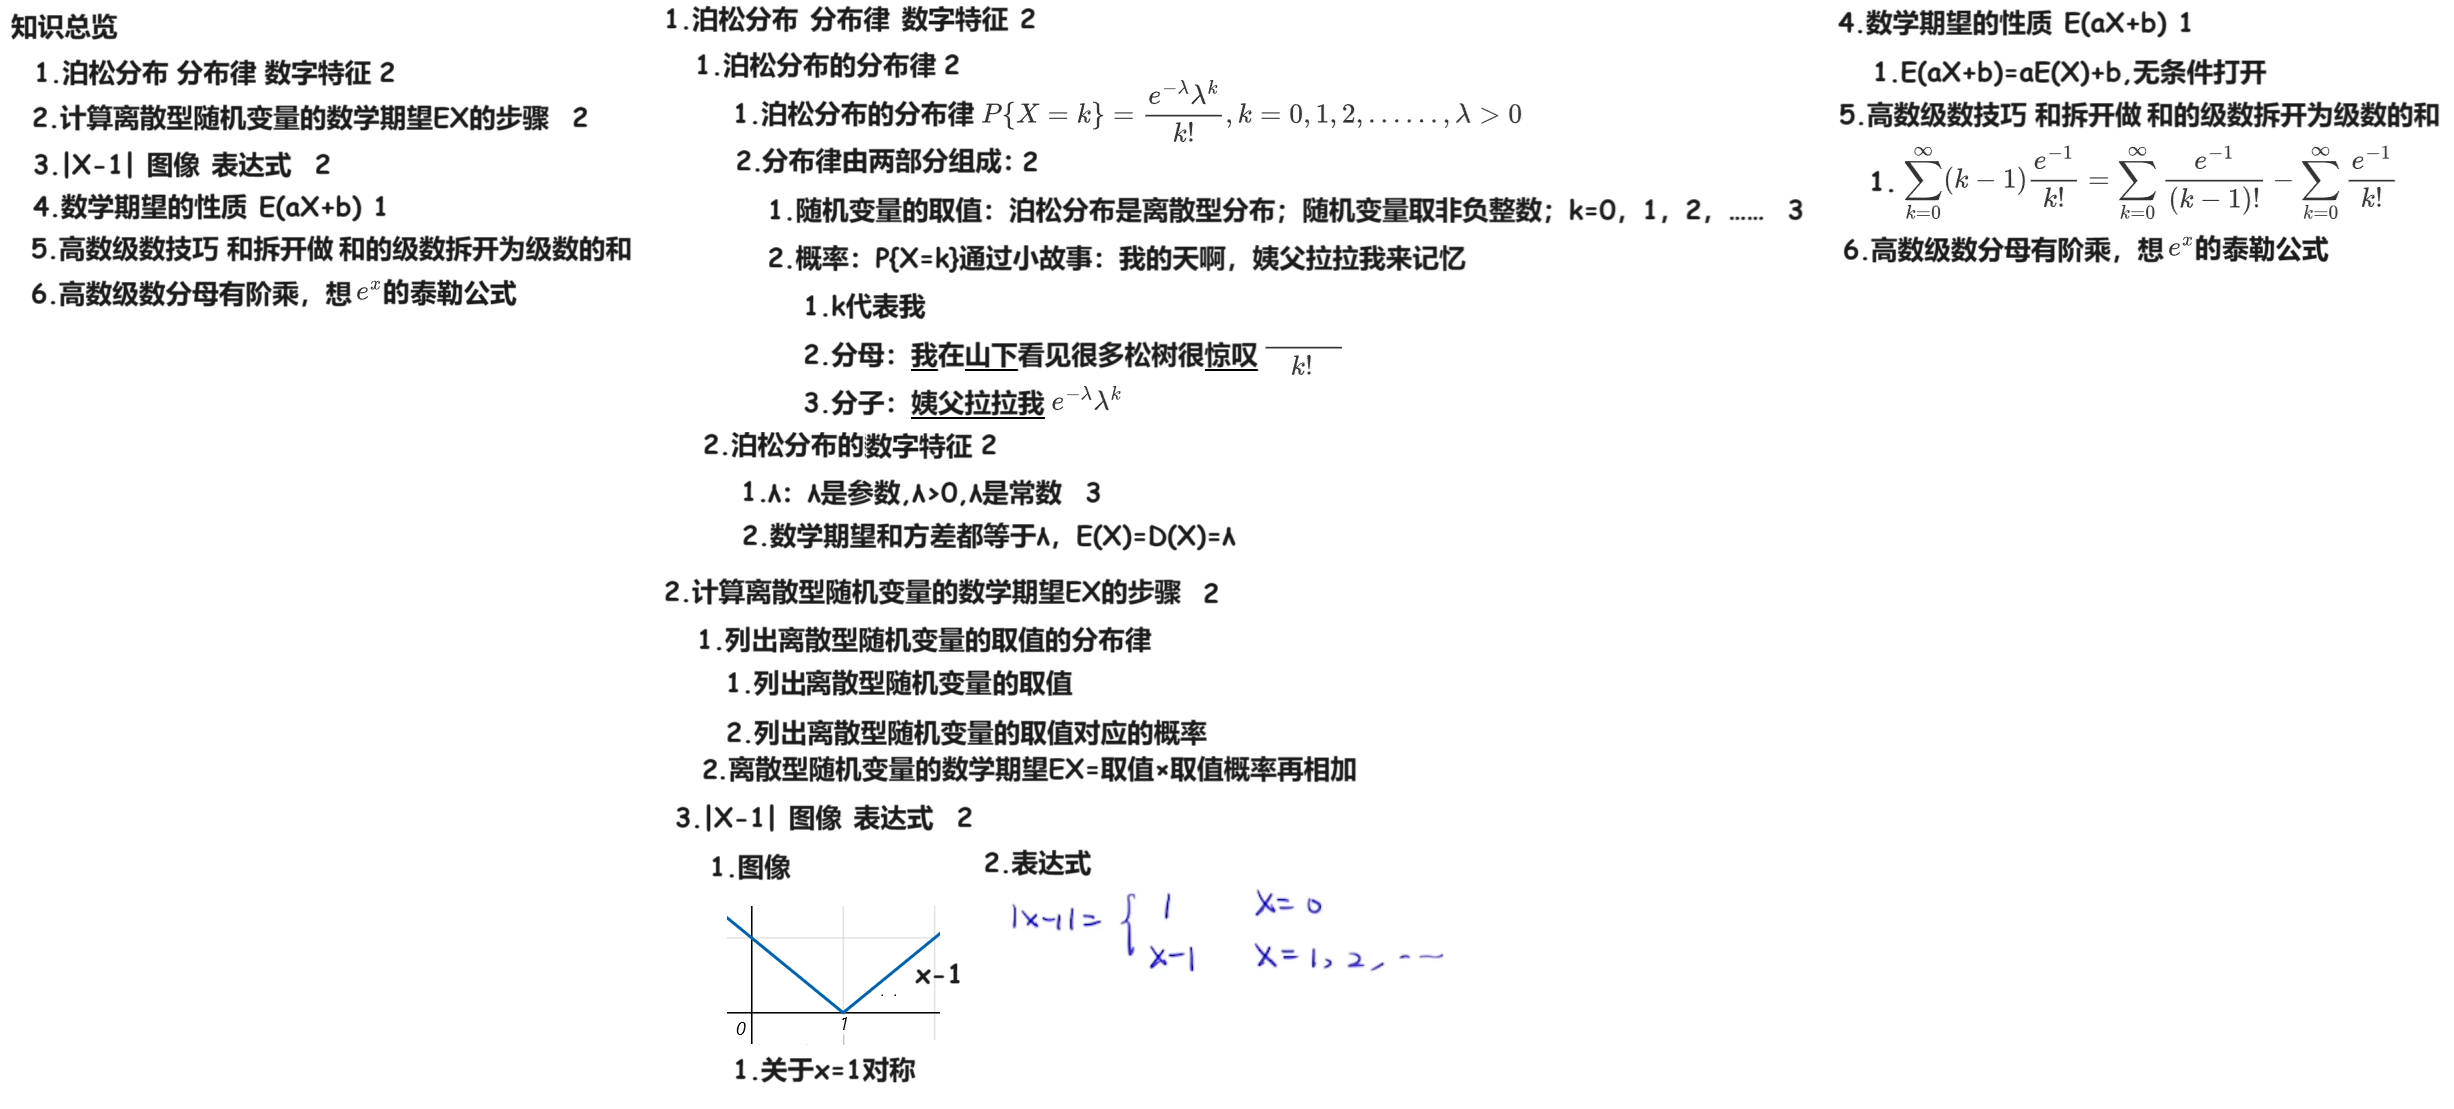 知识总览
1.泊松分布 分布律 数字特征 2
2.计算离散型随机变量的数学期望EX的步骤 2
3.|X-1| 图像 表达式 2
4.数学期望的性质 E(aX+b) 1
5.高数级数技巧 和拆开做 和的级数拆开为级数的和
6.高数级数分母有阶乘，想 e^x 的泰勒公式
1.泊松分布 分布律 数字特征 2
1.泊松分布的分布律 2
1.泊松分布的分布律 P{X = k} = \frac{e^{-λ}λ^k}{k!}, k = 0, 1, 2, ......, λ > 0
2.分布律由两部分组成：2
1.随机变量的取值：泊松分布是离散型分布；随机变量取非负整数；k=0，1，2，…… 3
2.概率：P{X=k}通过小故事：我的天啊，姨父拉拉我来记忆
1.k代表我
2.分母：我在山下看见很多松树很惊叹 \frac{}{k!}
3.分子：姨父拉拉我 e^{-λ}λ^k
2.泊松分布的数字特征 2
1.λ：λ是参数,λ>0,λ是常数 3
2.数学期望和方差都等于λ，E(X)=D(X)=λ
2.计算离散型随机变量的数学期望EX的步骤 2
1.列出离散型随机变量的取值的分布律
1.列出离散型随机变量的取值
2.列出离散型随机变量的取值对应的概率
2.离散型随机变量的数学期望EX=取值×取值概率再相加
3.|X-1| 图像 表达式 2
1.图像
x-1
0
1
1.关于x=1对称
2.表达式
|x-1|= { 1 X= 0
x-1 X= 1, 2, ……
4.数学期望的性质 E(aX+b) 1
1.E(aX+b)=aE(X)+b,无条件打开
5.高数级数技巧 和拆开做 和的级数拆开为级数的和
1. \sum_{k=0}^{∞}(k-1)\frac{e^{-1}}{k!} = \sum_{k=0}^{∞}\frac{e^{-1}}{(k-1)!} - \sum_{k=0}^{∞}\frac{e^{-1}}{k!}
6.高数级数分母有阶乘，想 e^x 的泰勒公式